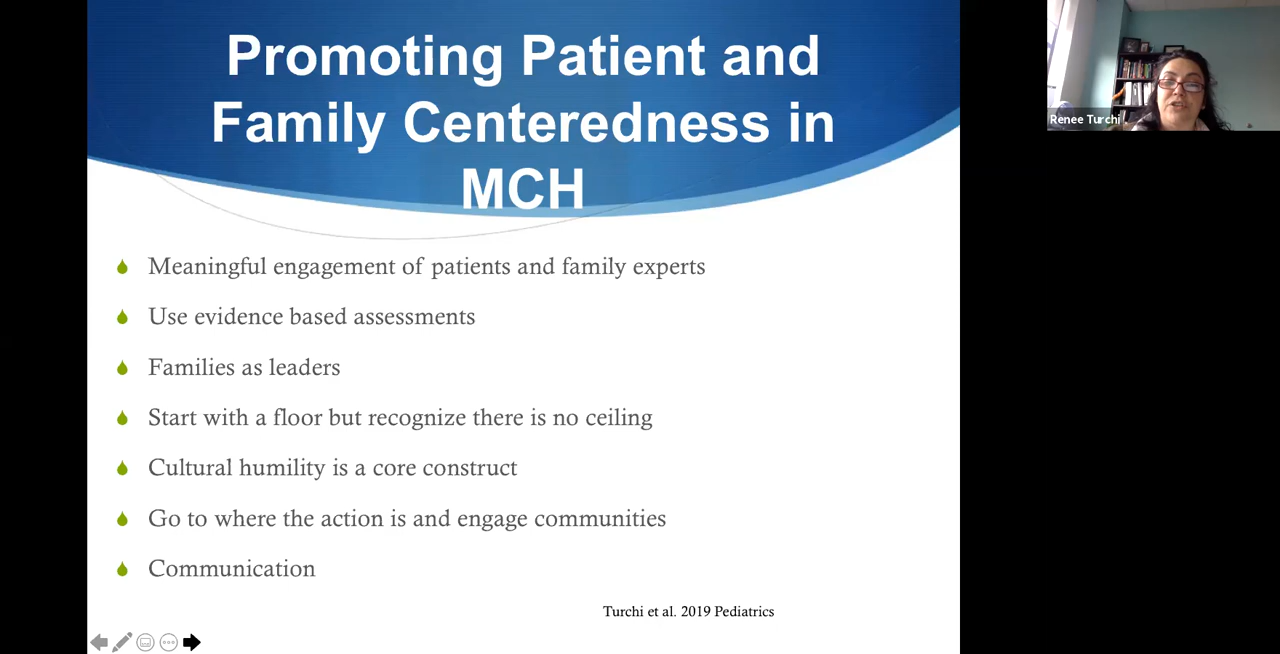 Promoting Patient and
Family Centeredness in
MCH
Renee Turchi
Meaningful engagement of patients and family experts
Use evidence based assessments
Families as leaders
Start with a floor but recognize there is no ceiling
Cultural humility is a core construct
Go to where the action is and engage communities
Communication
Turchi et al. 2019 Pediatrics